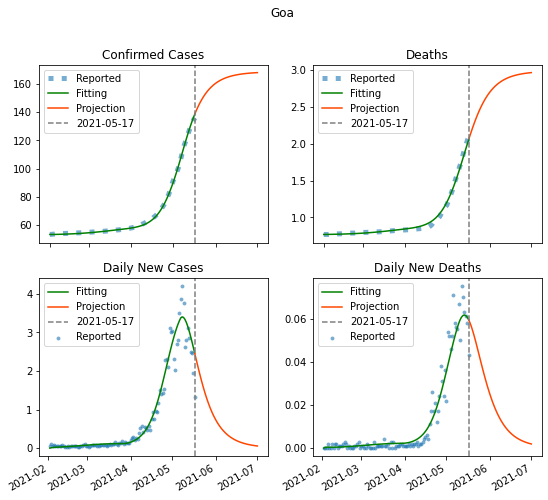 Goa
Confirmed Cases
Reported
Fitting
Projection
2021-05-17
160
140
120
100
80
60
Deaths
Reported
Fitting
Projection
2021-05-17
3.0
2.5
2.0
1.5
1.0
Daily New Cases
Fitting
Projection
2021-05-17
Reported
4
3
2
1
0
2021-02
2021-03
2021-04
2021-05
2021-06
2021-07
Daily New Deaths
Fitting
Projection
2021-05-17
Reported
0.06
0.04
0.02
0.00
2021-02
2021-03
2021-04
2021-05
2021-06
2021-07